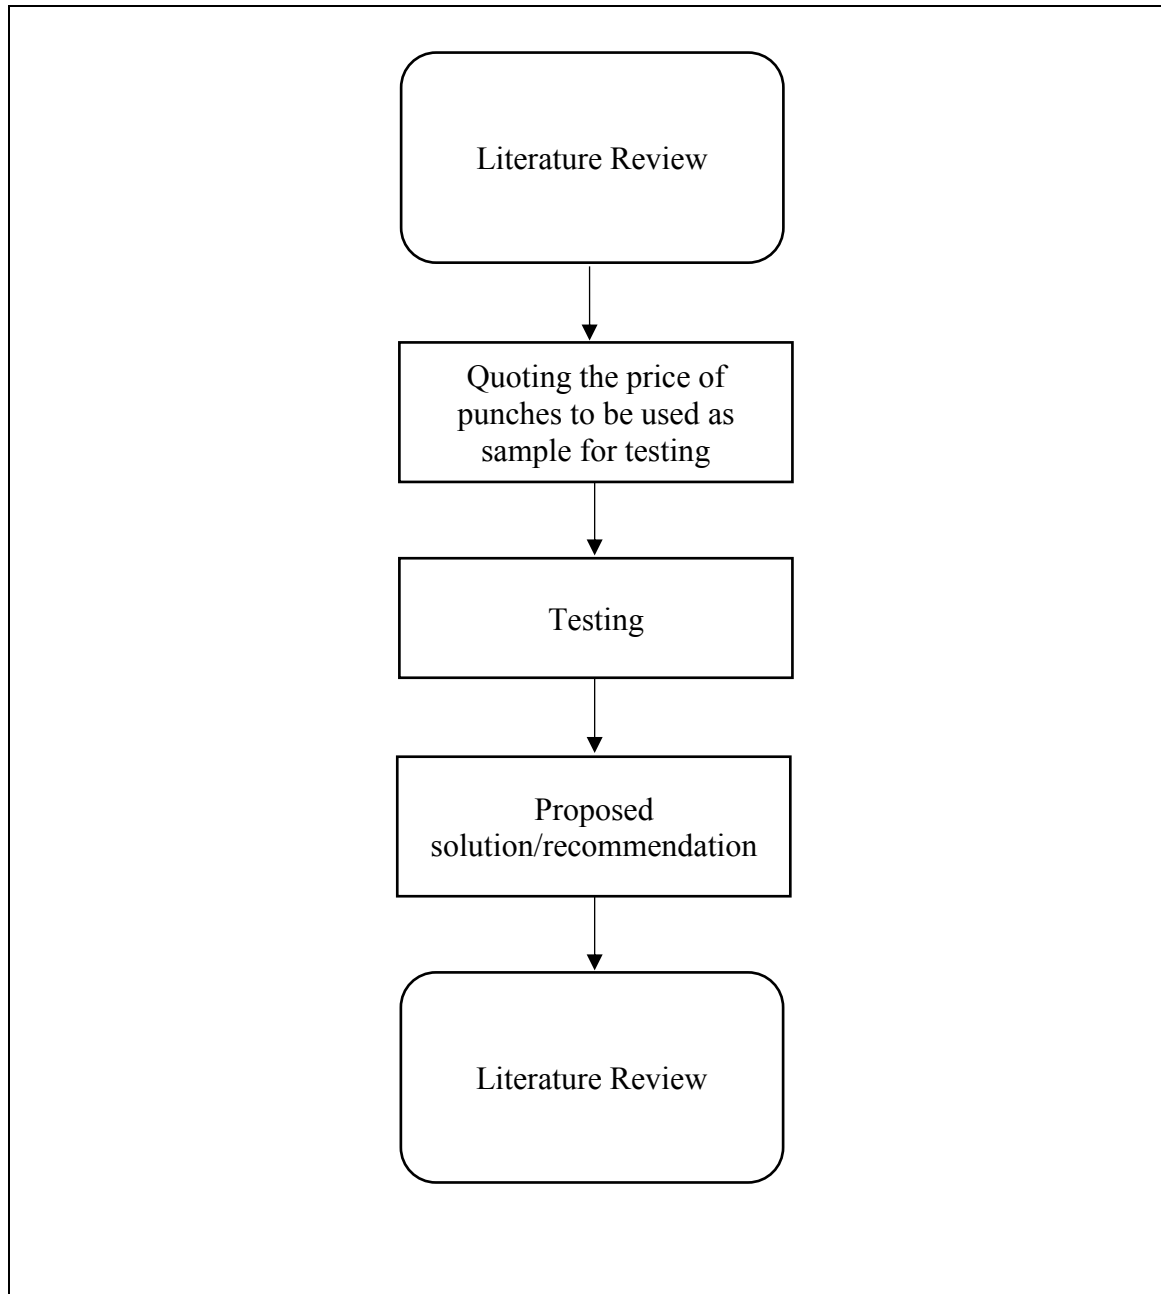 Literature Review
Quoting the price of
punches to be used as
sample for testing
Testing
Proposed
solution/recommendation
Literature Review